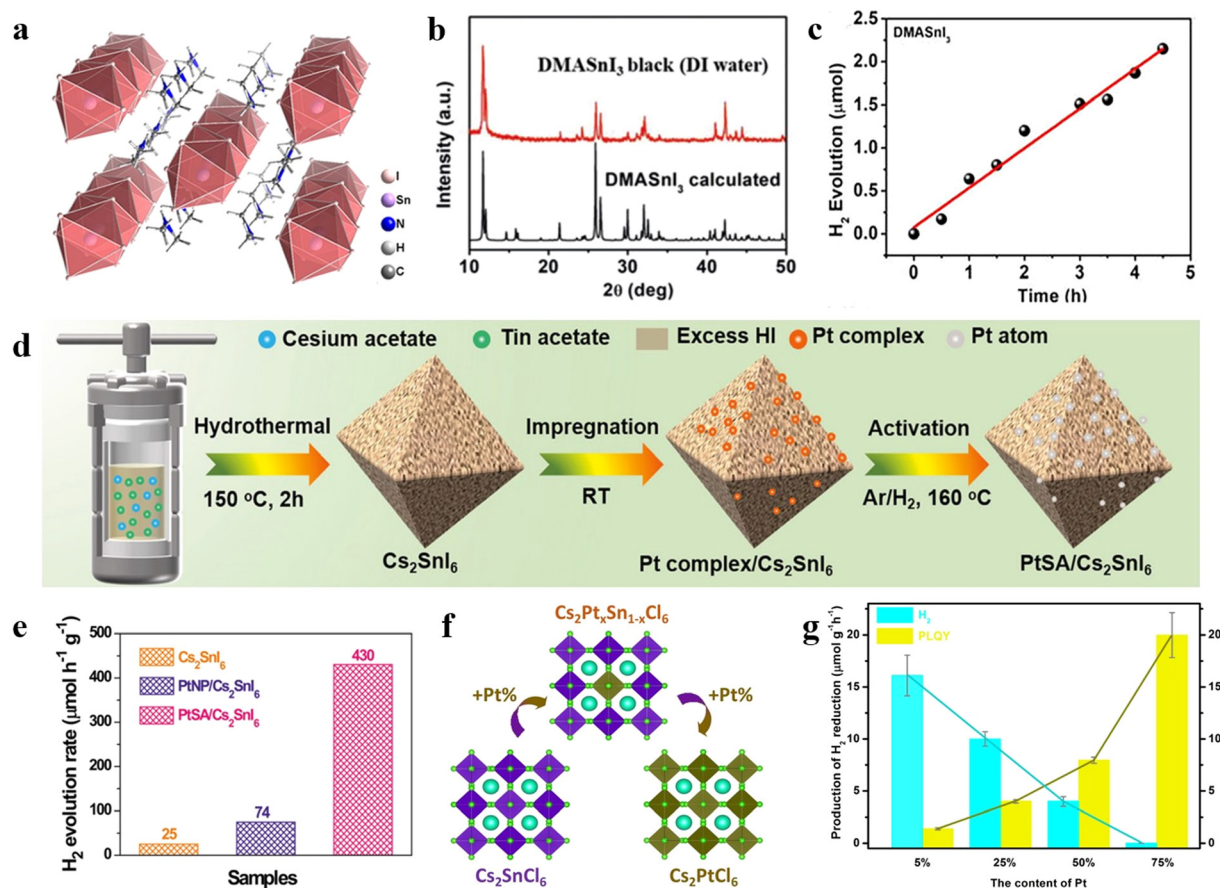 a
I
Sn
N
H
C
b
DMASnI₃ black (DI water)
DMASnI₃ calculated
Intensity (a.u.)
10 20 30 40 50
2θ (deg)
c
DMASnI₃
H₂ Evolution (μmol)
2.5
2.0
1.5
1.0
0.5
0.0
0 1 2 3 4 5
Time (h)
d
Cesium acetate Tin acetate Excess HI Pt complex Pt atom
Hydrothermal
150 °C, 2h
Cs₂SnI₆
Impregnation
RT
Pt complex/Cs₂SnI₆
Activation
Ar/H₂, 160 °C
PtSA/Cs₂SnI₆
e
H₂ evolution rate (μmol h⁻¹ g⁻¹)
500
400
300
200
100
0
Cs₂SnI₆
PtNP/Cs₂SnI₆
PtSA/Cs₂SnI₆
25
74
430
Samples
f
Cs₂PtₓSn₁₋ₓCl₆
+Pt%
+Pt%
Cs₂SnCl₆
Cs₂PtCl₆
g
H₂
PLQY
Production of H₂ reduction (μmol g⁻¹h⁻¹)
20
15
10
5
0
20
15
10
5
0
5% 25% 50% 75%
The content of Pt